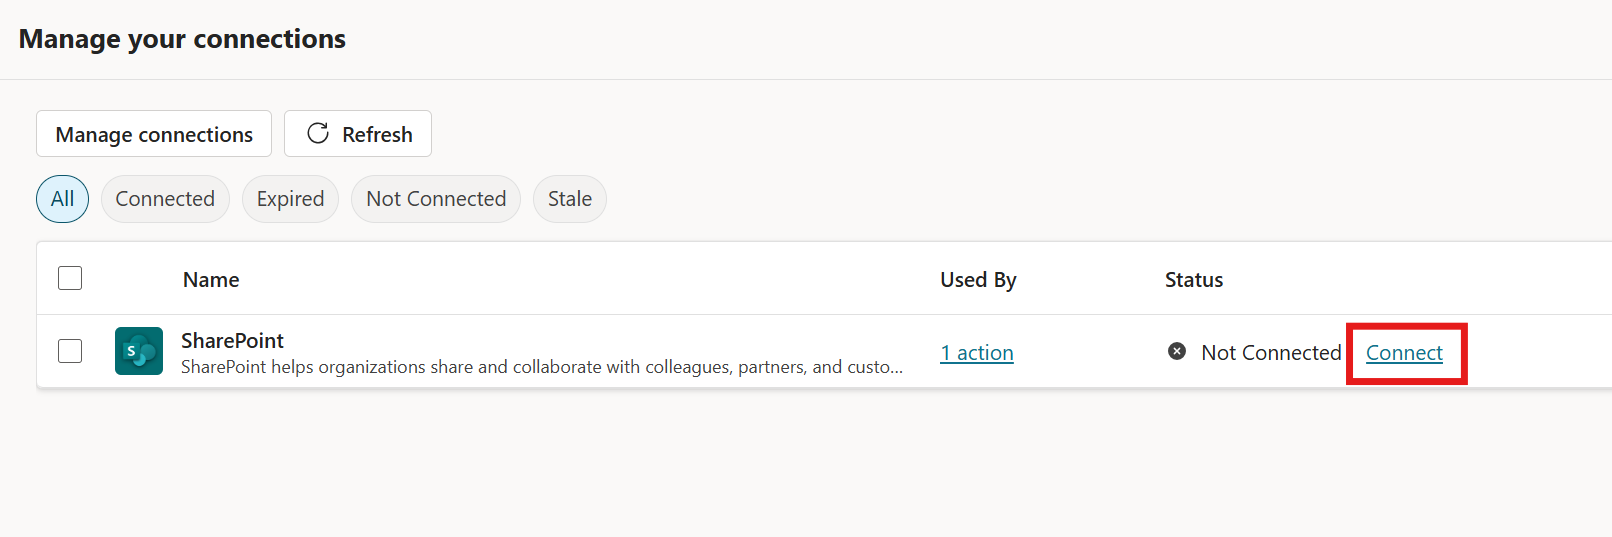 Manage your connections
Manage connections
Refresh
All
Connected
Expired
Not Connected
Stale
Name
Used By
Status
S
SharePoint
SharePoint helps organizations share and collaborate with colleagues, partners, and custo...
1 action
Not Connected
Connect